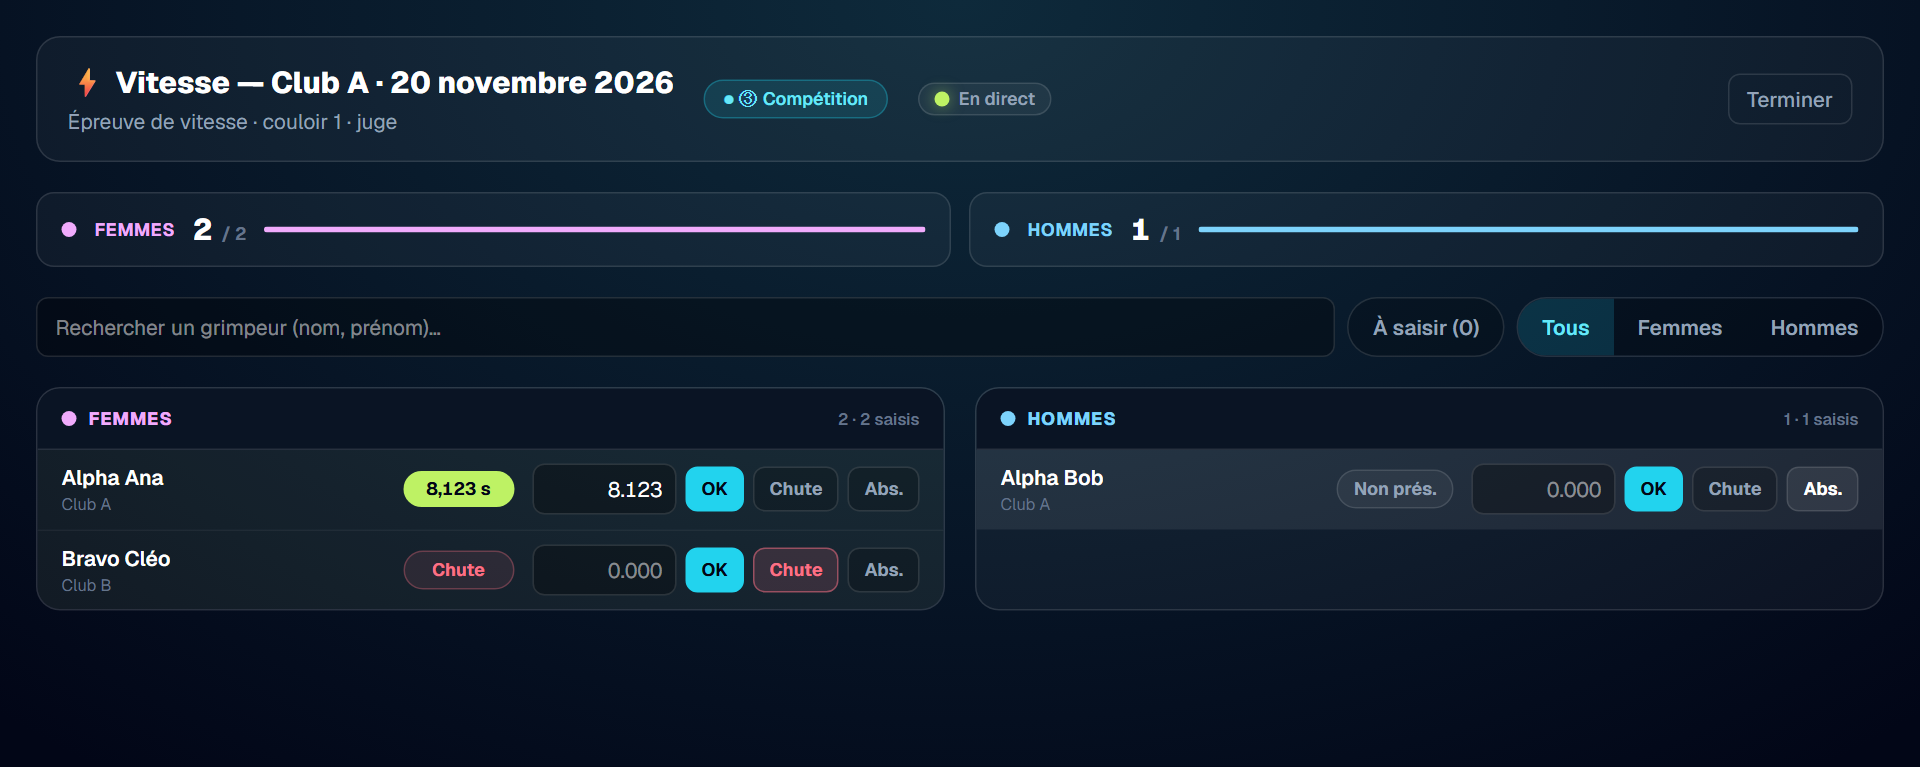 Vitesse — Club A · 20 novembre 2026
Épreuve de vitesse · couloir 1 · juge
③ Compétition
En direct
Terminer
FEMMES 2 / 2
HOMMES 1 / 1
Rechercher un grimpeur (nom, prénom)…
À saisir (0)
Tous
Femmes
Hommes
FEMMES
2 · 2 saisis
Alpha Ana
Club A
8,123 s
8.123
OK
Chute
Abs.
Bravo Cléo
Club B
Chute
0.000
OK
Chute
Abs.
HOMMES
1 · 1 saisis
Alpha Bob
Club A
Non prés.
0.000
OK
Chute
Abs.